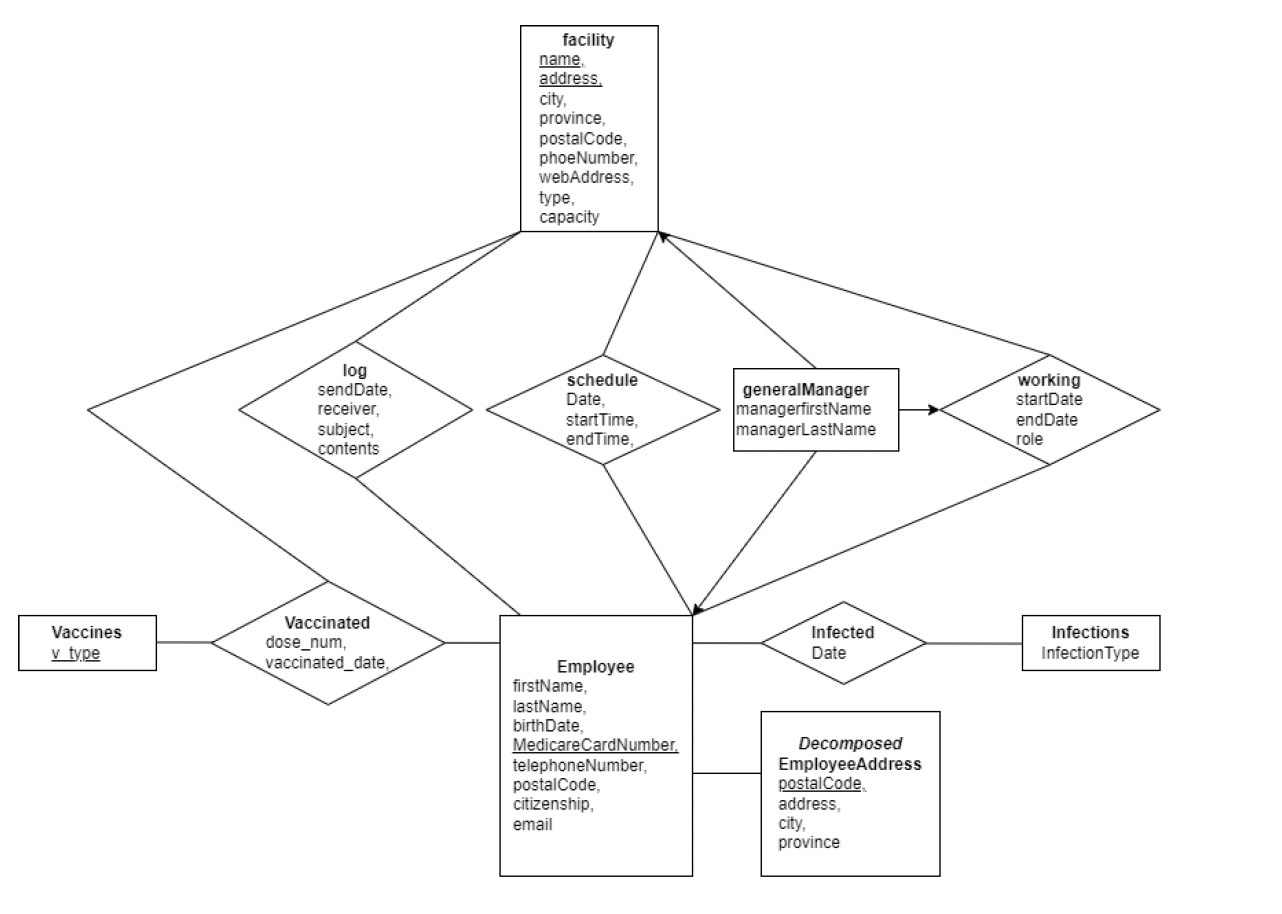 facility
name,
address,
city,
province,
postalCode,
phoeNumber,
webAddress,
type,
capacity
log
sendDate,
receiver,
subject,
contents
schedule
Date,
startTime,
endTime,
generalManager
managerfirstName
managerLastName
working
startDate
endDate
role
Vaccines
v_type
Vaccinated
dose_num,
vaccinated_date,
Employee
firstName,
lastName,
birthDate,
MedicareCardNumber,
telephoneNumber,
postalCode,
citizenship,
email
Infected
Date
Infections
InfectionType
Decomposed
EmployeeAddress
postalCode,
address,
city,
province